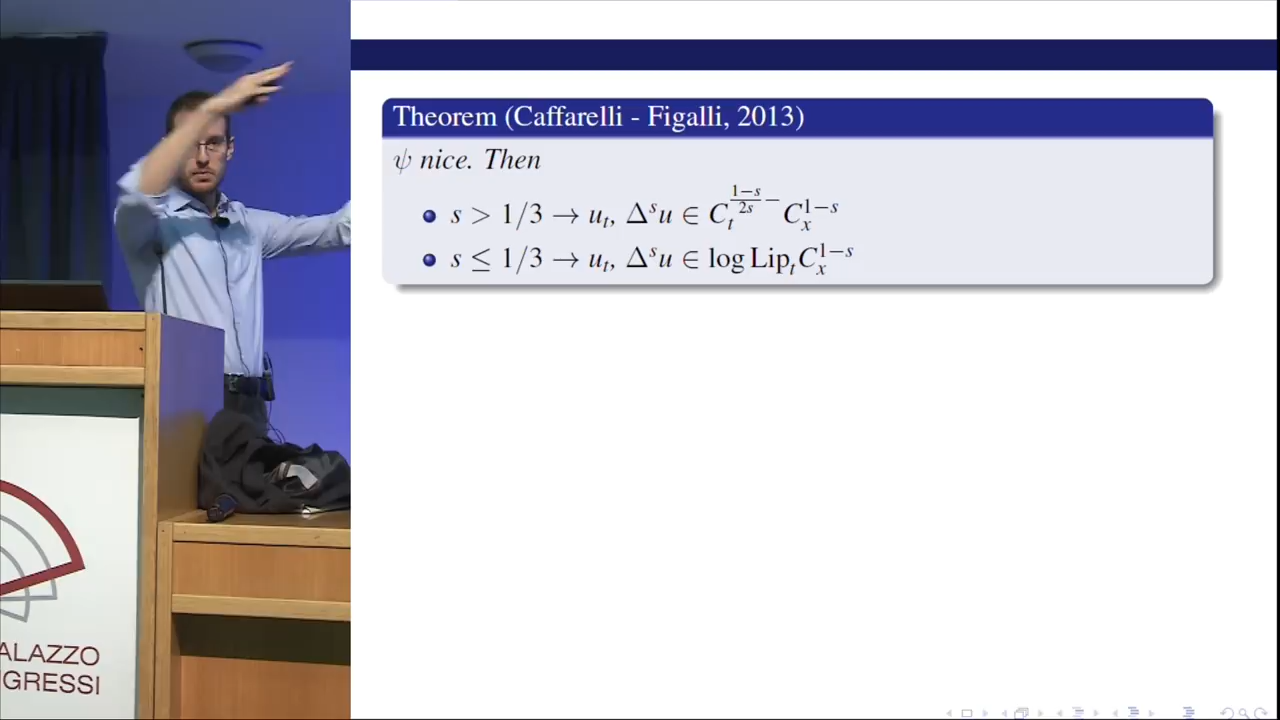 Theorem (Caffarelli - Figalli, 2013)
ψ nice. Then
s > 1/3 → u_t, Δ^s u ∈ C_t^{\frac{1−s}{2s}−} C_x^{1−s}
s ≤ 1/3 → u_t, Δ^s u ∈ log Lip_t C_x^{1−s}
ALAZZO
GRESSI